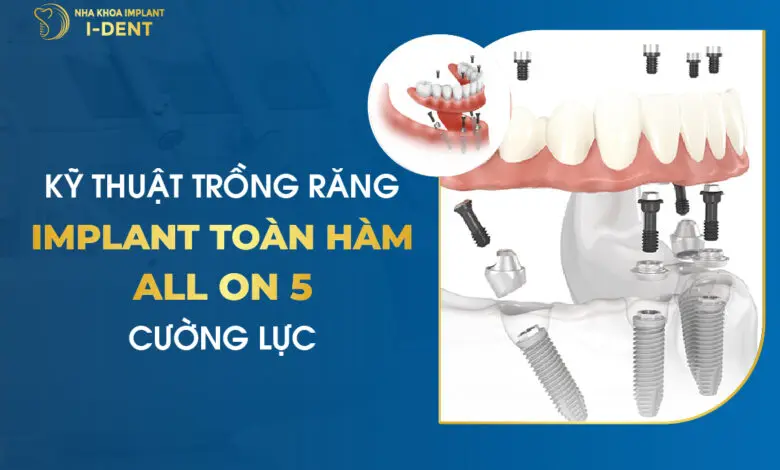 NHA KHOA IMPLANT
I-DENT
KỸ THUẬT TRỒNG RĂNG
IMPLANT TOÀN HÀM
ALL ON 5
CƯỜNG LỰC